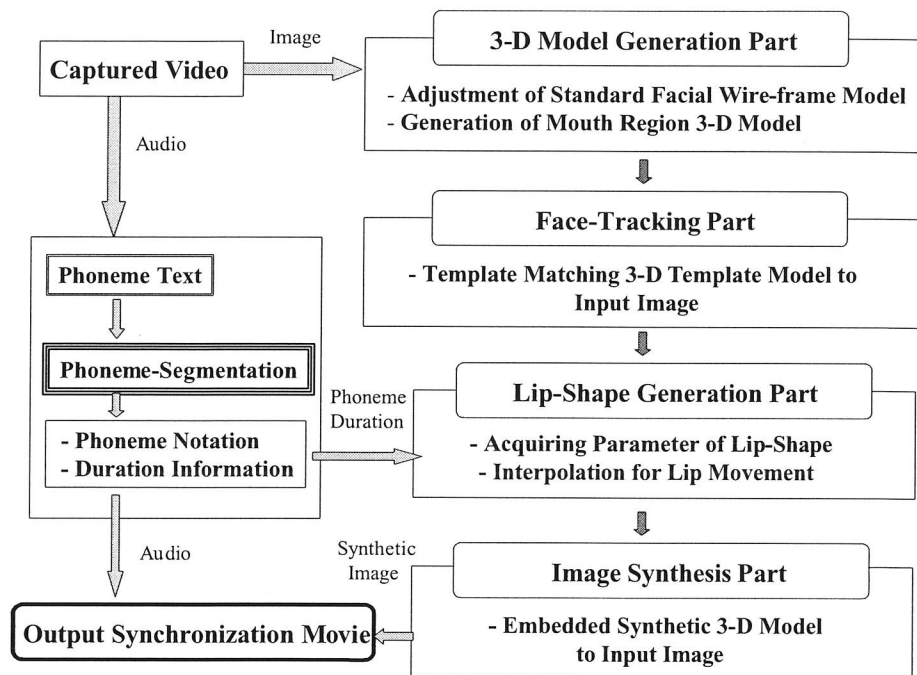 Image
3-D Model Generation Part
Captured Video
- Adjustment of Standard Facial Wire-frame Model
- Generation of Mouth Region 3-D Model
Audio
Face-Tracking Part
- Template Matching 3-D Template Model to
Input Image
Phoneme Text
Phoneme-Segmentation
- Phoneme Notation
- Duration Information
Phoneme
Duration
Lip-Shape Generation Part
- Acquiring Parameter of Lip-Shape
- Interpolation for Lip Movement
Audio
Synthetic
Image
Image Synthesis Part
- Embedded Synthetic 3-D Model
to Input Image
Output Synchronization Movie